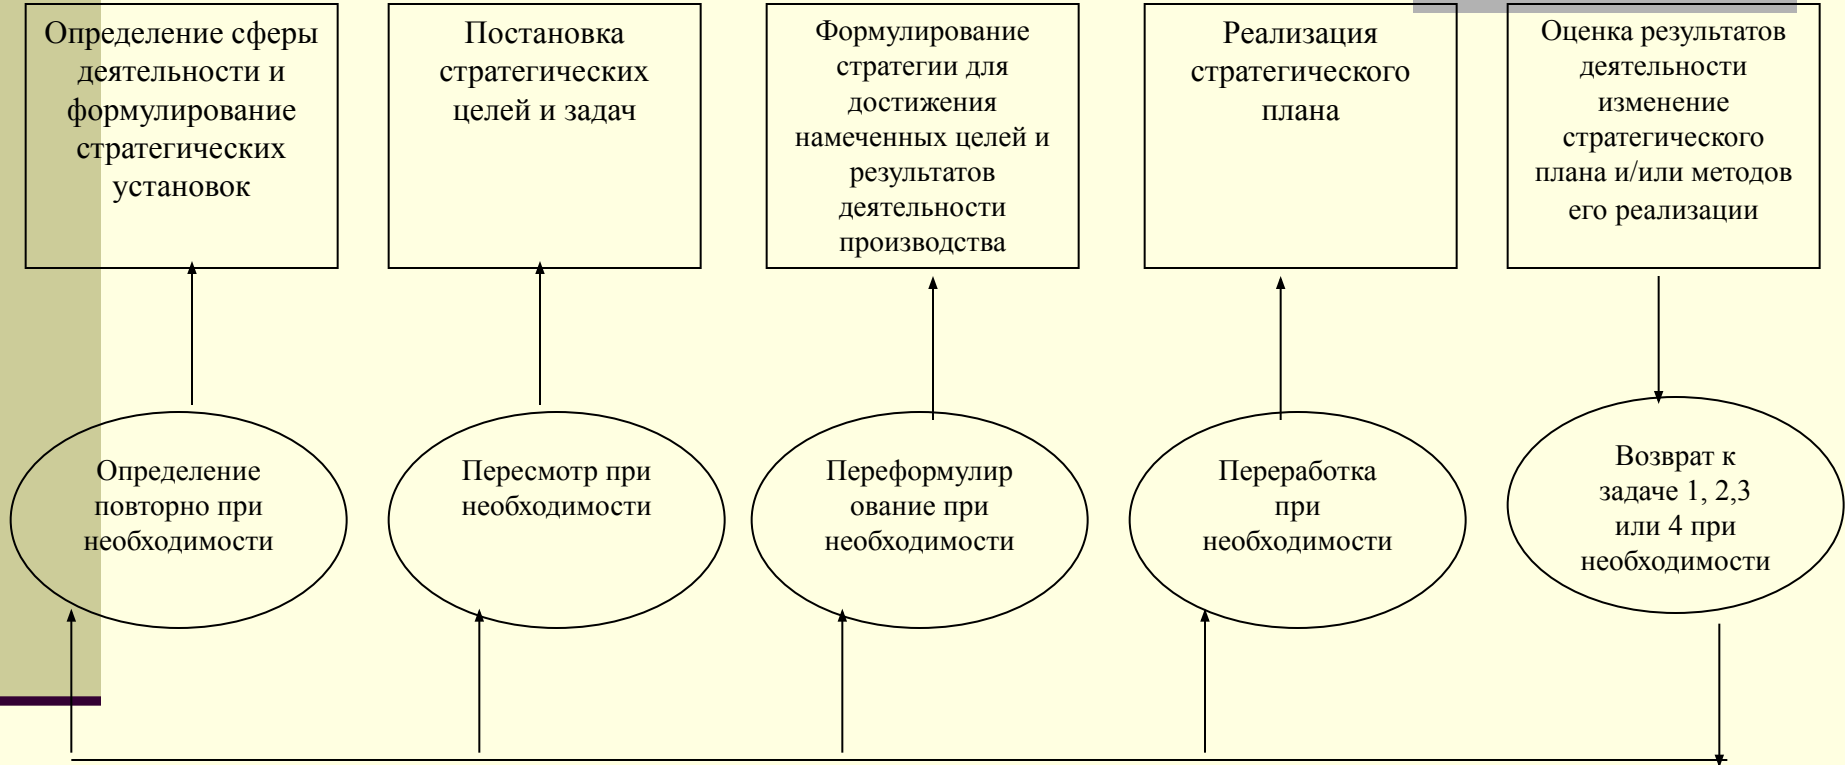 Определение сферы
деятельности и
формулирование
стратегических
установок
Постановка
стратегических
целей и задач
Формулирование
стратегии для
достижения
намеченных целей и
результатов
деятельности
производства
Реализация
стратегического
плана
Оценка результатов
деятельности
изменение
стратегического
плана и/или методов
его реализации
Определение
повторно при
необходимости
Пересмотр при
необходимости
Переформулир
ование при
необходимости
Переработка
при
необходимости
Возврат к
задаче 1, 2,3
или 4 при
необходимости